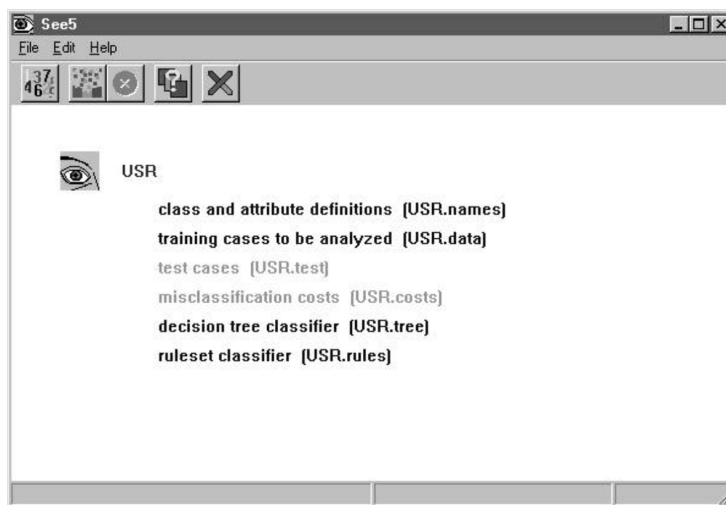 See5
File Edit Help
USR
class and attribute definitions (USR.names)
training cases to be analyzed (USR.data)
test cases (USR.test)
misclassification costs (USR.costs)
decision tree classifier (USR.tree)
ruleset classifier (USR.rules)